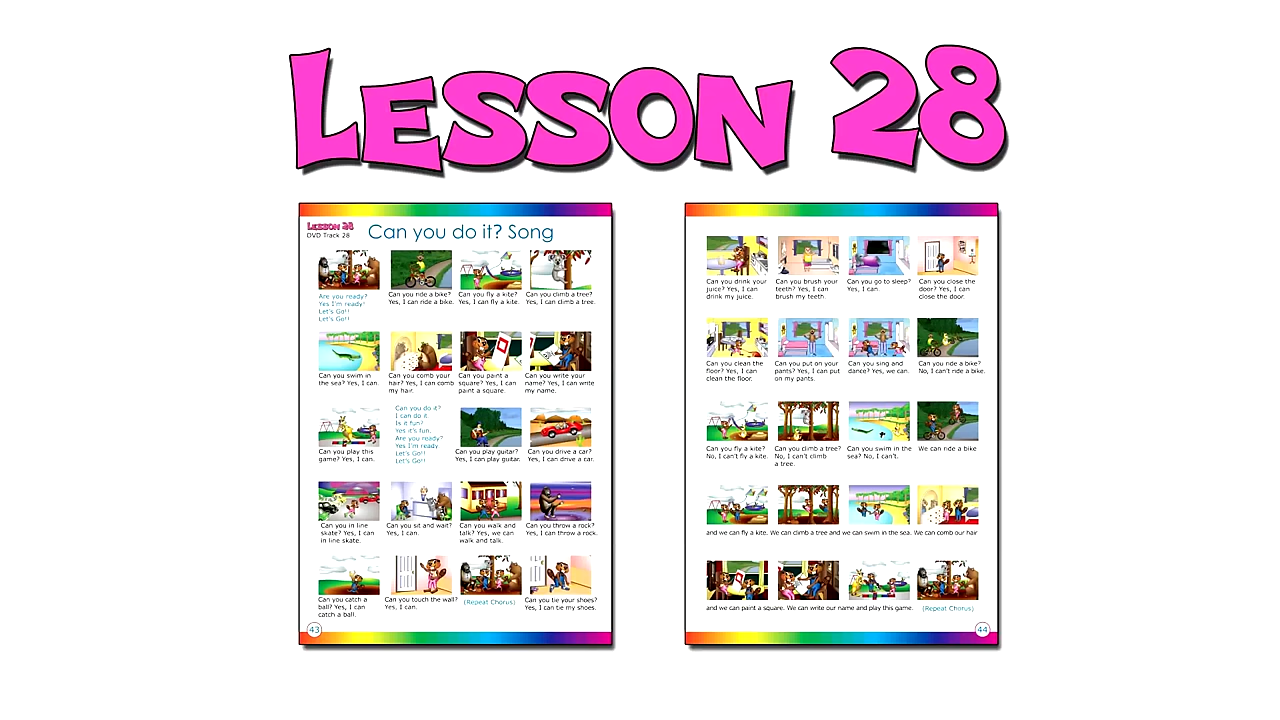 LESSON 28
LESSON 28
DVD Track 28
Can you do it? Song
Are you ready?
Yes I'm ready!
Let's Go!!
Let's Go!!
Can you ride a bike?
Yes, I can ride a bike.
Can you fly a kite?
Yes, I can fly a kite.
Can you climb a tree?
Yes, I can climb a tree.
Can you swim in
the sea? Yes, I can.
Can you comb your
hair? Yes, I can comb
my hair.
Can you paint a
square? Yes, I can
paint a square.
Can you write your
name? Yes, I can write
my name.
Can you play this
game? Yes, I can.
Can you do it?
I can do it
Is it fun?
Yes it's fun.
Are you ready?
Yes I'm ready
Let's Go!!
Let's Go!!
Can you play guitar?
Yes, I can play guitar.
Can you drive a car?
Yes, I can drive a car.
Can you in line
skate? Yes, I can
in line skate.
Can you sit and wait?
Yes, I can.
Can you walk and
talk? Yes, we can
walk and talk.
Can you throw a rock?
Yes, I can throw a rock.
Can you catch a
ball? Yes, I can
catch a ball.
Can you touch the wall?
Yes, I can.
(Repeat Chorus)
Can you tie your shoes?
Yes, I can tie my shoes.
43
Can you drink your
juice? Yes, I can
drink my juice.
Can you brush your
teeth? Yes, I can
brush my teeth.
Can you go to sleep?
Yes, I can.
Can you close the
door? Yes, I can
close the door.
Can you clean the
floor? Yes, I can
clean the floor.
Can you put on your
pants? Yes, I can put
on my pants.
Can you sing and
dance? Yes, we can.
Can you ride a bike?
No, I can't ride a bike.
Can you fly a kite?
No, I can't fly a kite.
Can you climb a tree?
No, I can't climb
a tree.
Can you swim in the
sea? No, I can't.
We can ride a bike
and we can fly a kite. We can climb a tree and we can swim in the sea. We can comb our hair
and we can paint a square. We can write our name and play this game.
(Repeat Chorus)
44